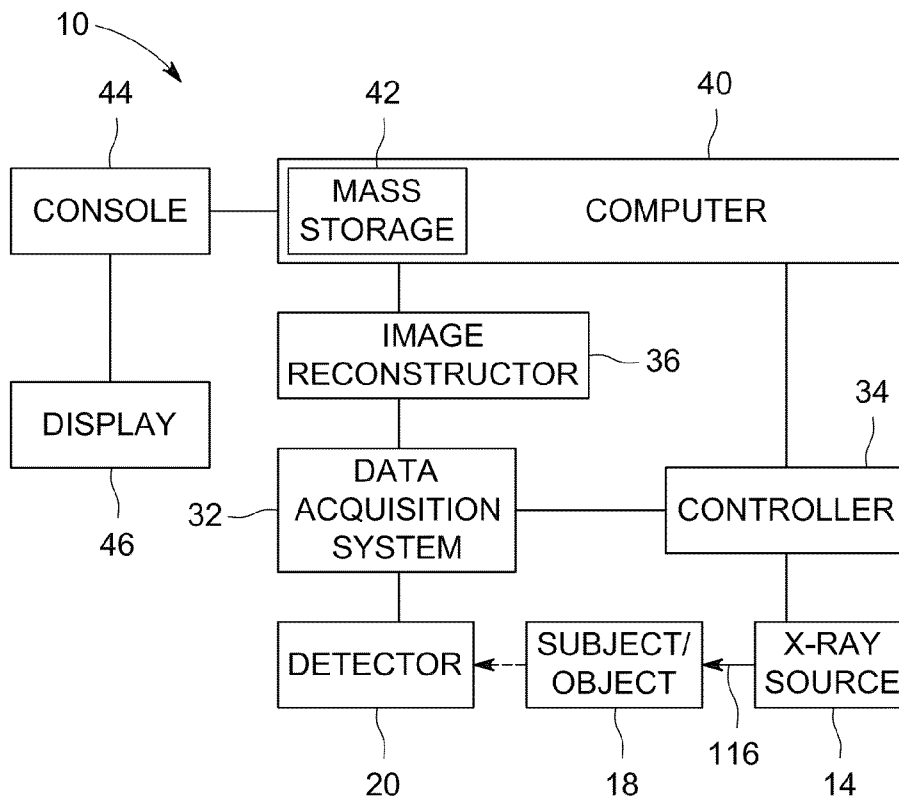 10
44
42
40
CONSOLE
MASS
STORAGE
COMPUTER
IMAGE
RECONSTRUCTOR
36
34
DISPLAY
46
DATA
ACQUISITION
SYSTEM
32
CONTROLLER
DETECTOR
SUBJECT/
OBJECT
X-RAY
SOURCE
20
18
116
14